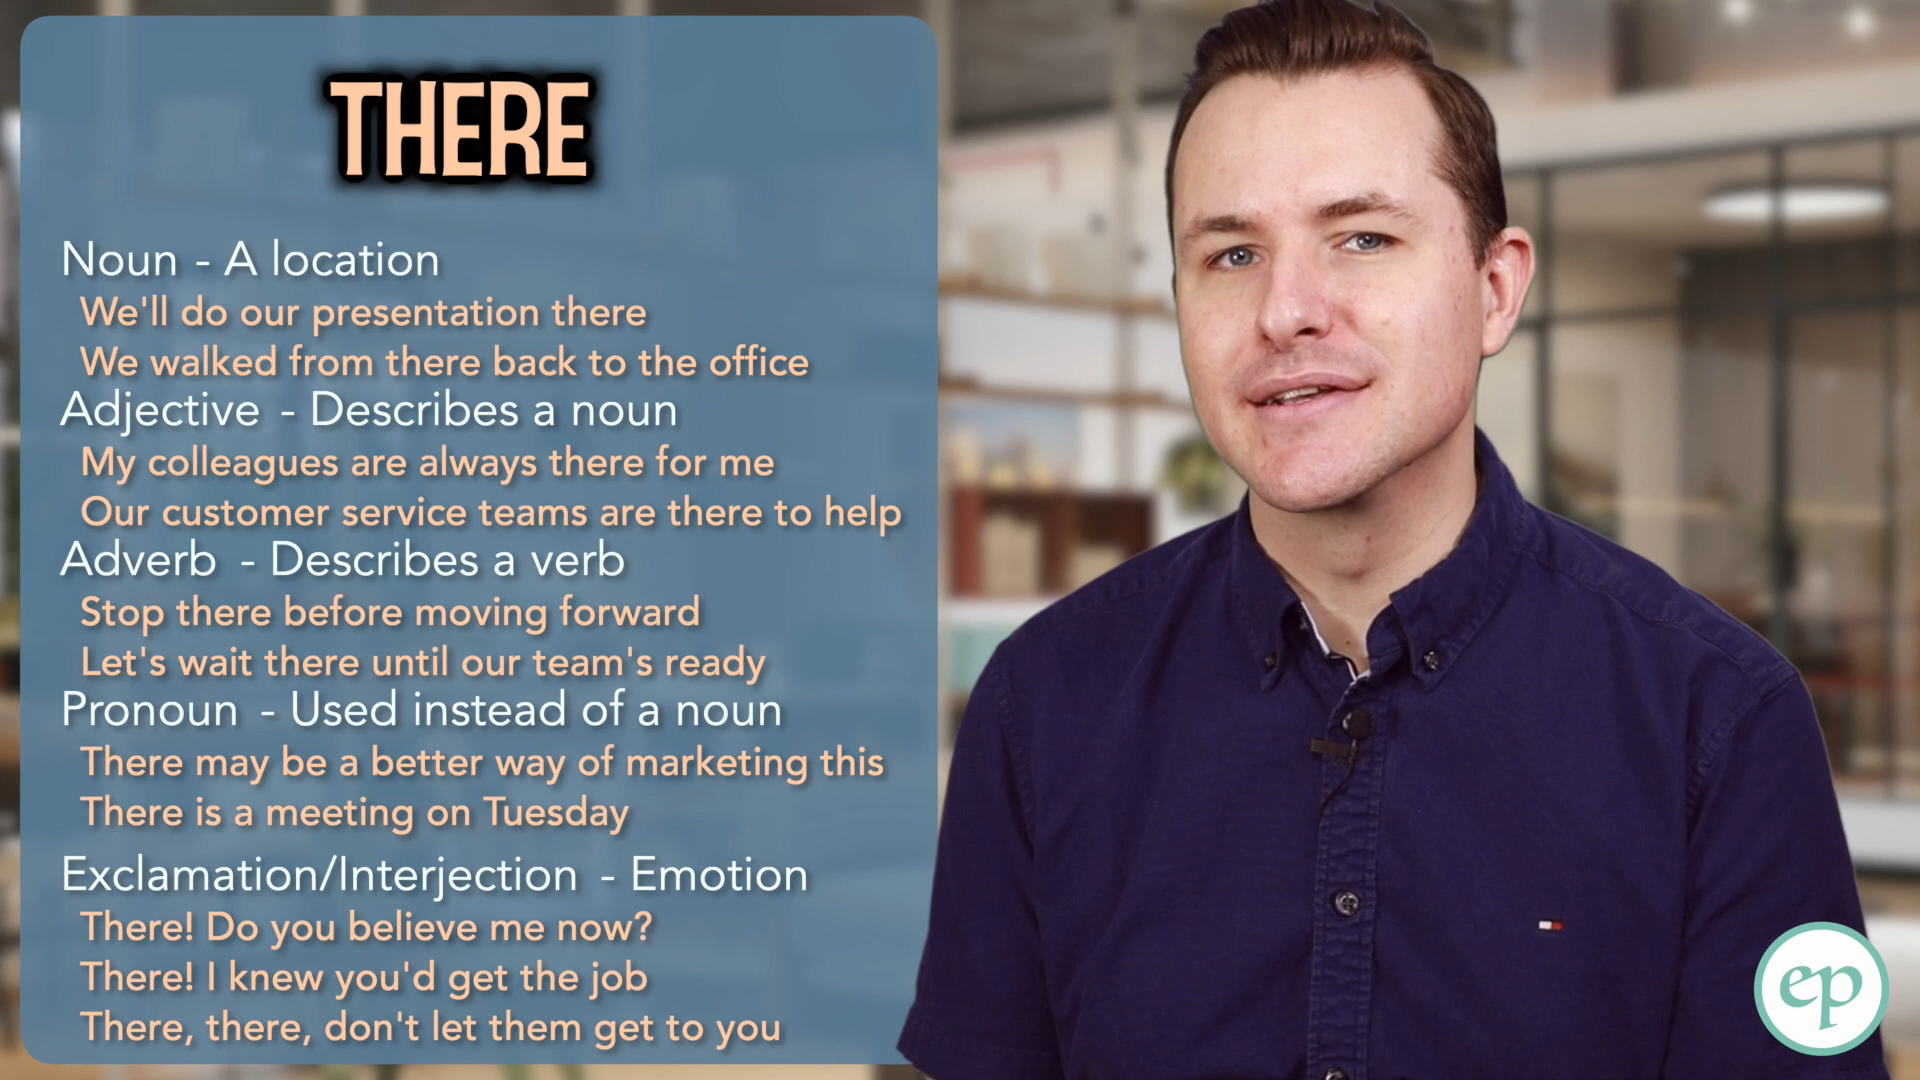 THERE
Noun - A location
We'll do our presentation there
We walked from there back to the office
Adjective - Describes a noun
My colleagues are always there for me
Our customer service teams are there to help
Adverb - Describes a verb
Stop there before moving forward
Let's wait there until our team's ready
Pronoun - Used instead of a noun
There may be a better way of marketing this
There is a meeting on Tuesday
Exclamation/Interjection - Emotion
There! Do you believe me now?
There! I knew you'd get the job
There, there, don't let them get to you
ep